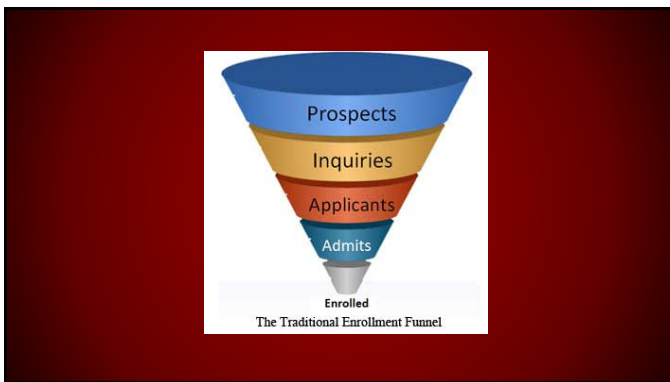 Prospects
Inquiries
Applicants
Admits
Enrolled
The Traditional Enrollment Funnel